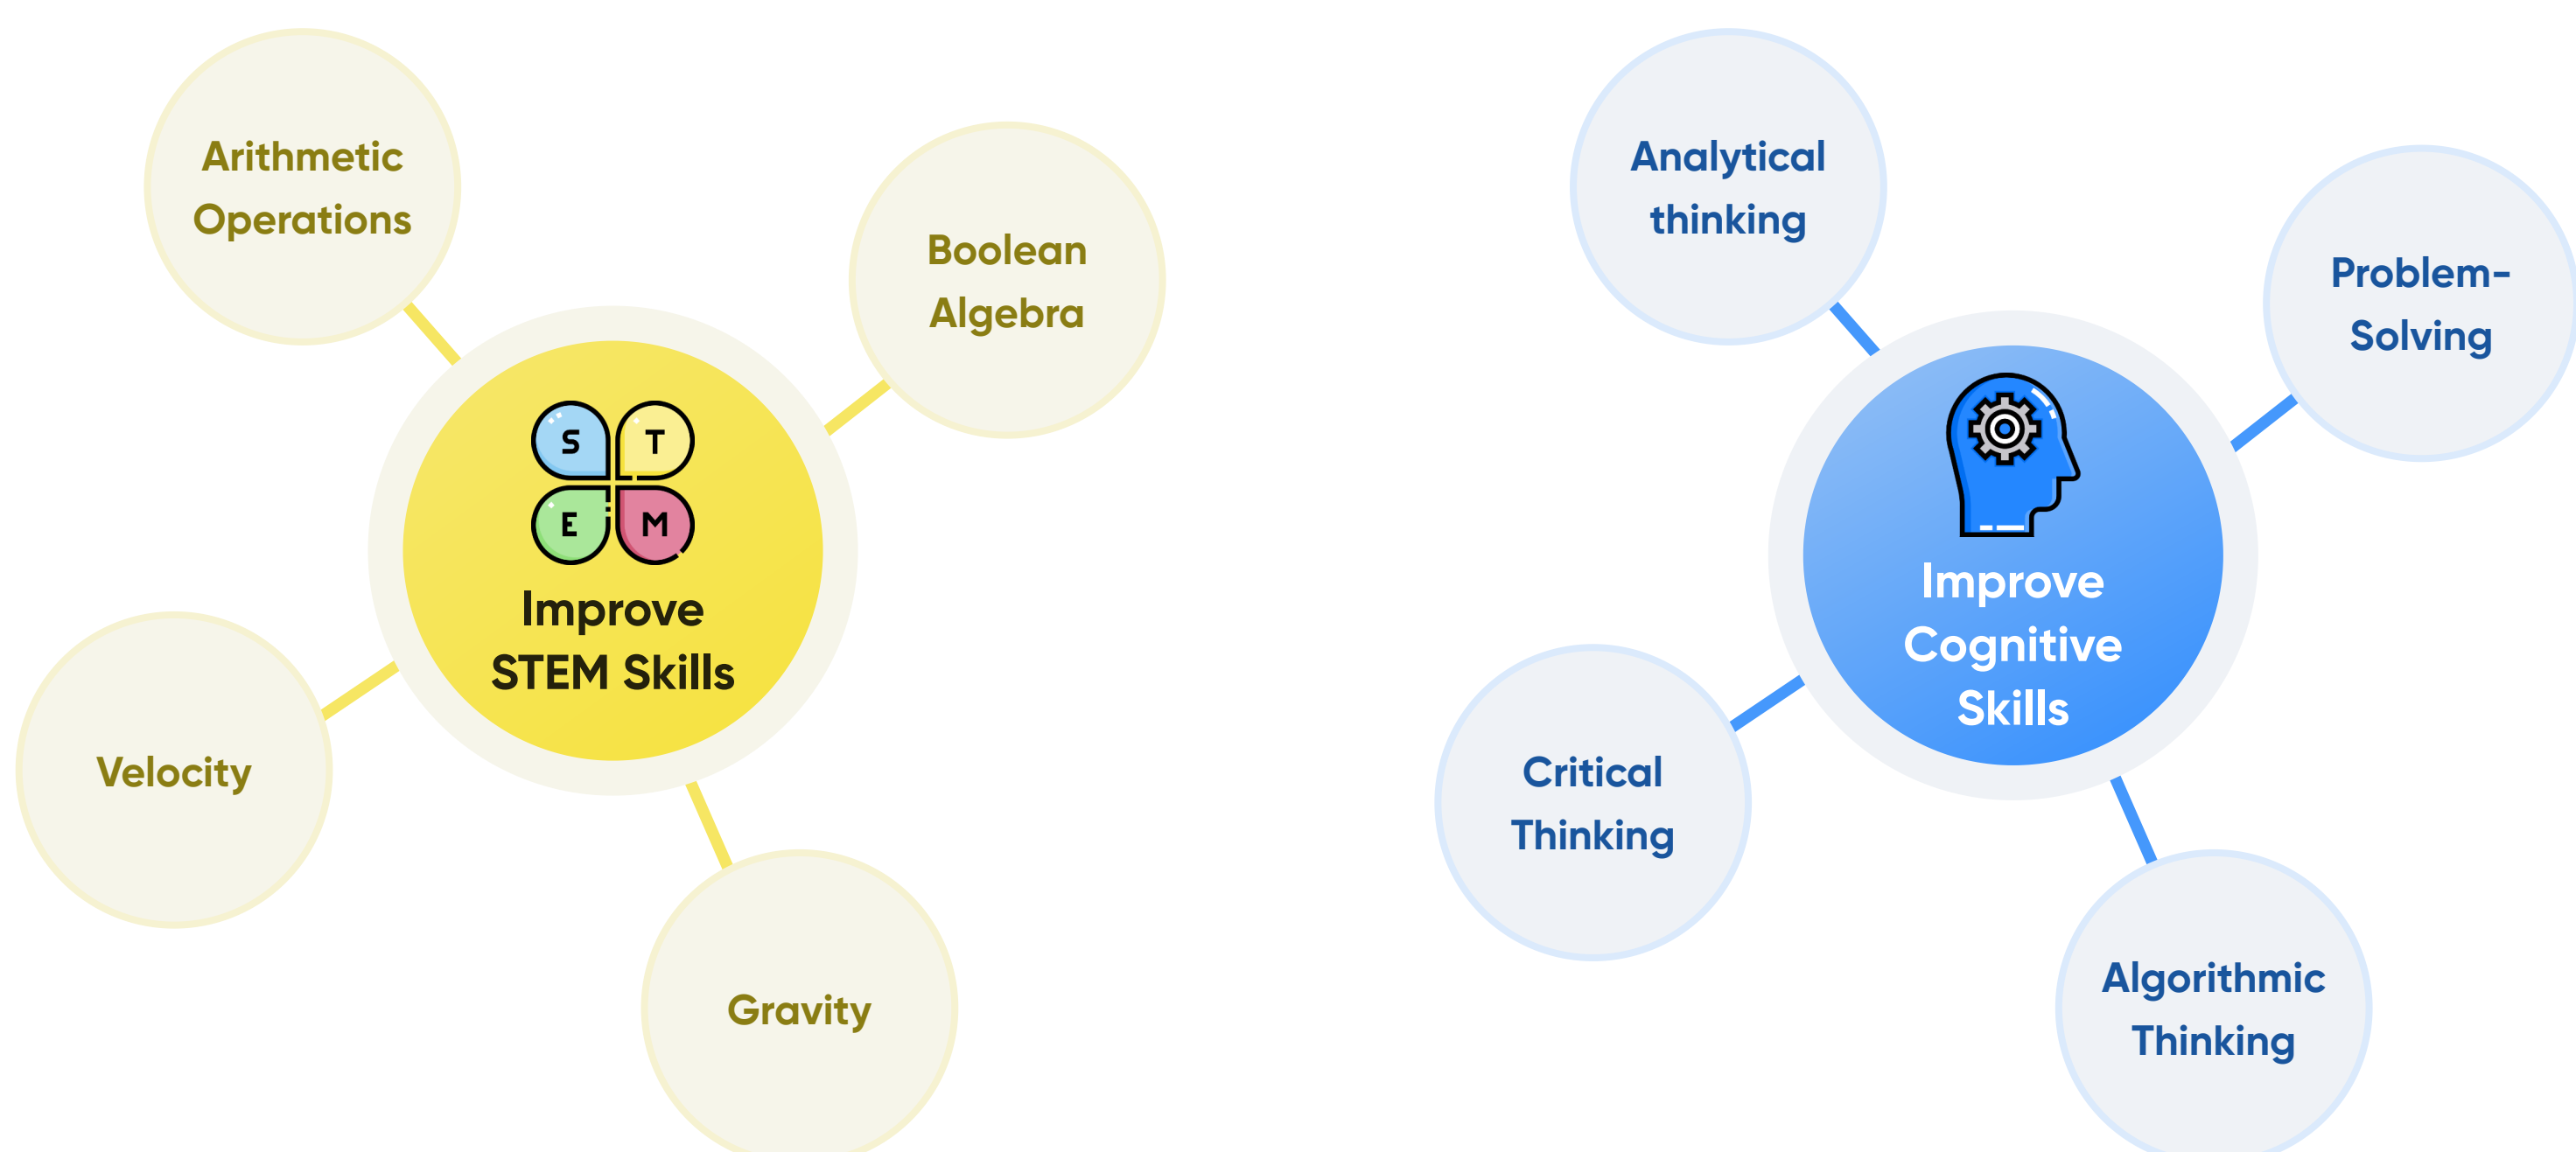 Arithmetic
Operations
Boolean
Algebra
S T
E M
Improve
STEM Skills
Velocity
Gravity
Analytical
thinking
Problem-
Solving
Improve
Cognitive
Skills
Critical
Thinking
Algorithmic
Thinking